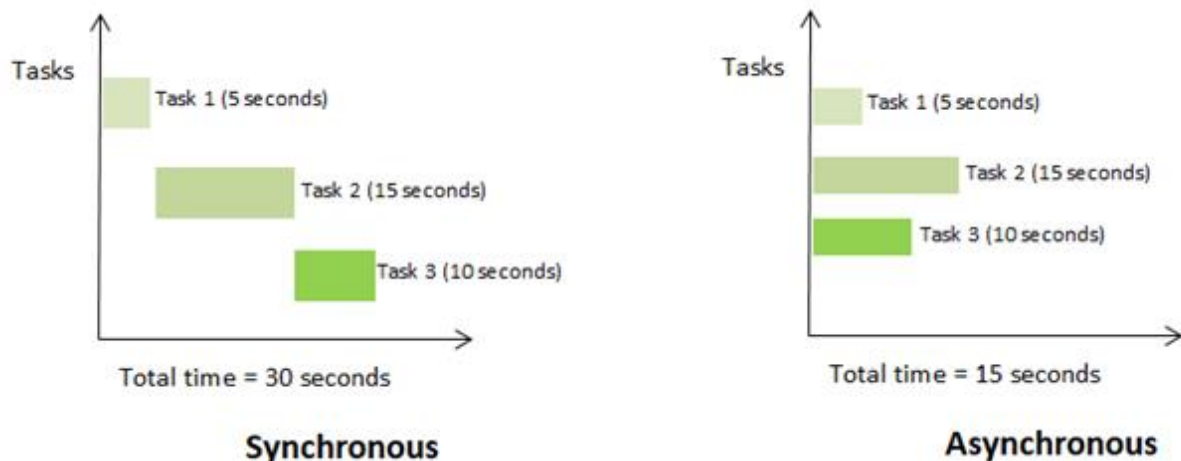 Tasks
Task 1 (5 seconds)
Task 2 (15 seconds)
Task 3 (10 seconds)
Total time = 30 seconds
Synchronous
Tasks
Task 1 (5 seconds)
Task 2 (15 seconds)
Task 3 (10 seconds)
Total time = 15 seconds
Asynchronous